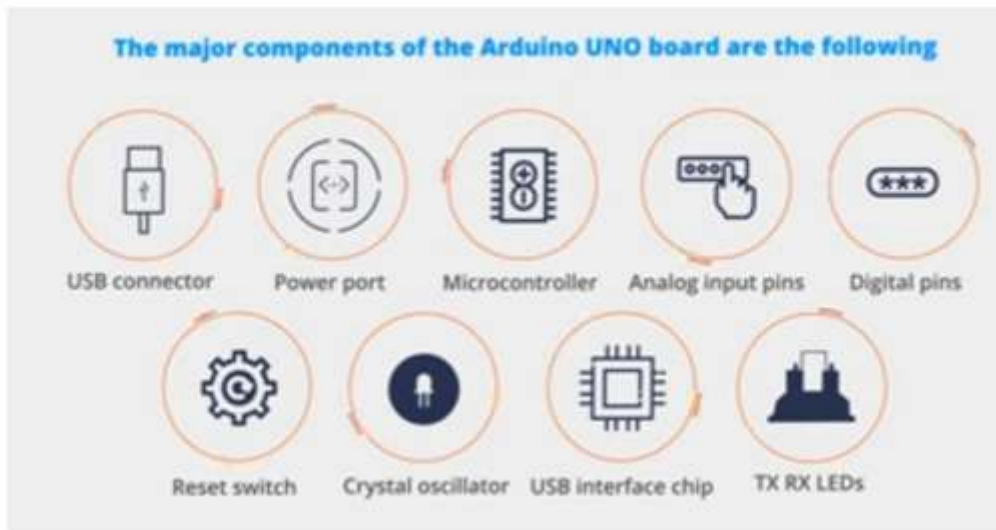 The major components of the Arduino UNO board are the following
USB connector
Power port
Microcontroller
Analog input pins
Digital pins
Reset switch
Crystal oscillator
USB interface chip
TX RX LEDs